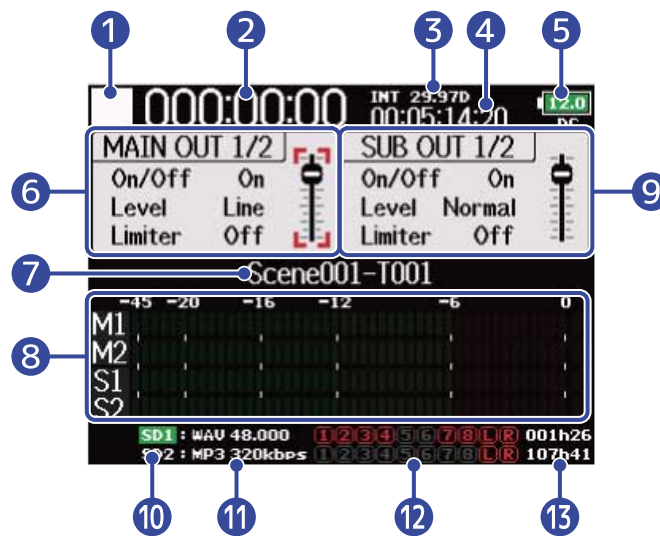 1 2 3 4 5
000:00:00 INT 29.97D 12.0
00:05:14:20 DC
6 MAIN OUT 1/2 SUB OUT 1/2 9
On/Off On On/Off On
Level Line Level Normal
Limiter Off Limiter Off
7 Scene001-T001
-45 -20 -16 -12 -6 0
8 M1
M2
S1
S2
SD1 : WAV 48.000 1 2 3 4 5 6 7 8 L R 001h26
SD2 : MP3 320kbps 1 2 3 4 5 6 7 8 L R 107h41
10 11 12 13